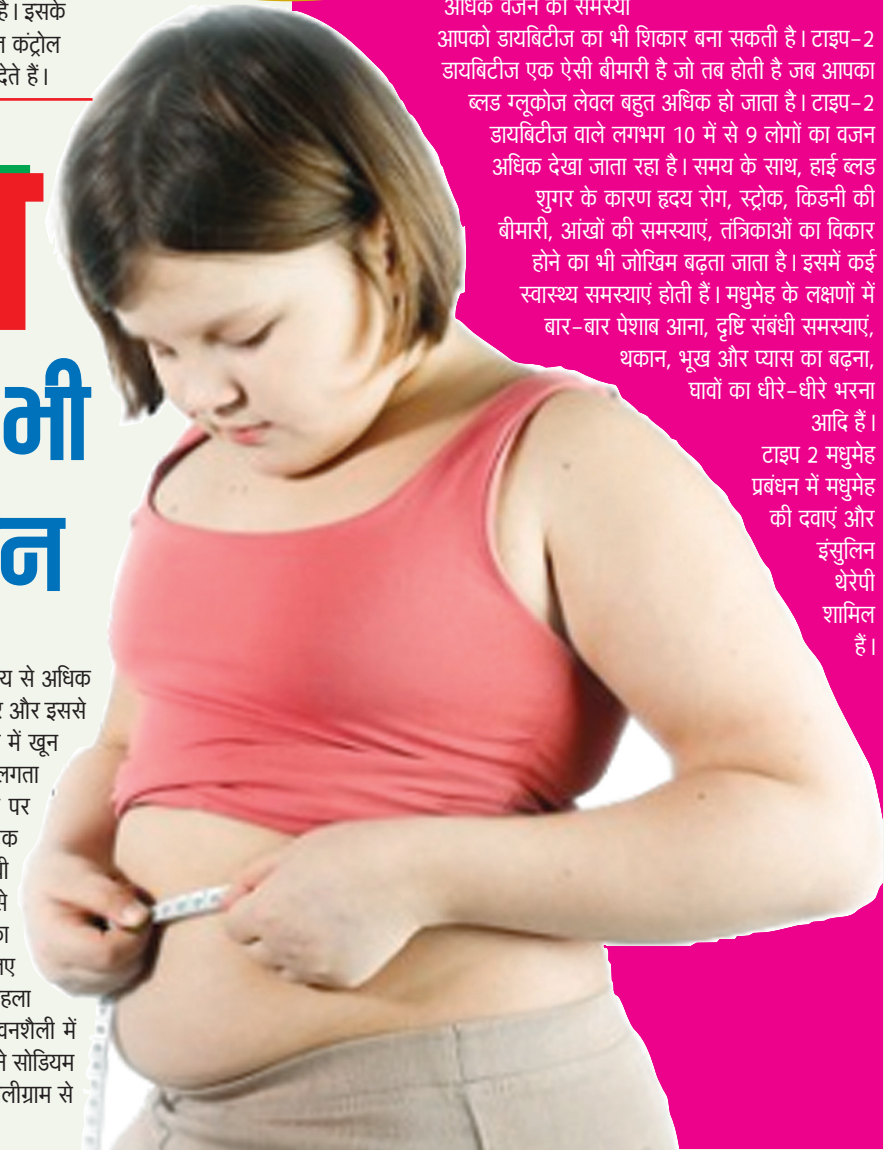 है। इसके
कंट्रोल
देते हैं।
भी
न
से अधिक
और इससे
में खून
लगता
पर
सोडियम
से
अधिक वजन की समस्या
आपको डायबिटीज का भी शिकार बना सकती है। टाइप-2
डायबिटीज एक ऐसी बीमारी है जो तब होती है जब आपका
ब्लड ग्लूकोज लेवल बहुत अधिक हो जाता है। टाइप-2
डायबिटीज वाले लगभग 10 में से 9 लोगों का वजन
अधिक देखा जाता रहा है। समय के साथ, हाई ब्लड
शुगर के कारण हृदय रोग, स्ट्रोक, किडनी की
बीमारी, आंखों की समस्याएं, तंत्रिकाओं का विकार
होने का भी जोखिम बढ़ता जाता है। इसमें कई
स्वास्थ्य समस्याएं होती हैं। मधुमेह के लक्षणों में
बार-बार पेशाब आना, दृष्टि संबंधी समस्याएं,
थकान, भूख और प्यास का बढ़ना,
घावों का धीरे-धीरे भरना
आदि हैं।
टाइप 2 मधुमेह
प्रबंधन में मधुमेह
की दवाएं और
इंसुलिन
थेरेपी
शामिल
हैं।